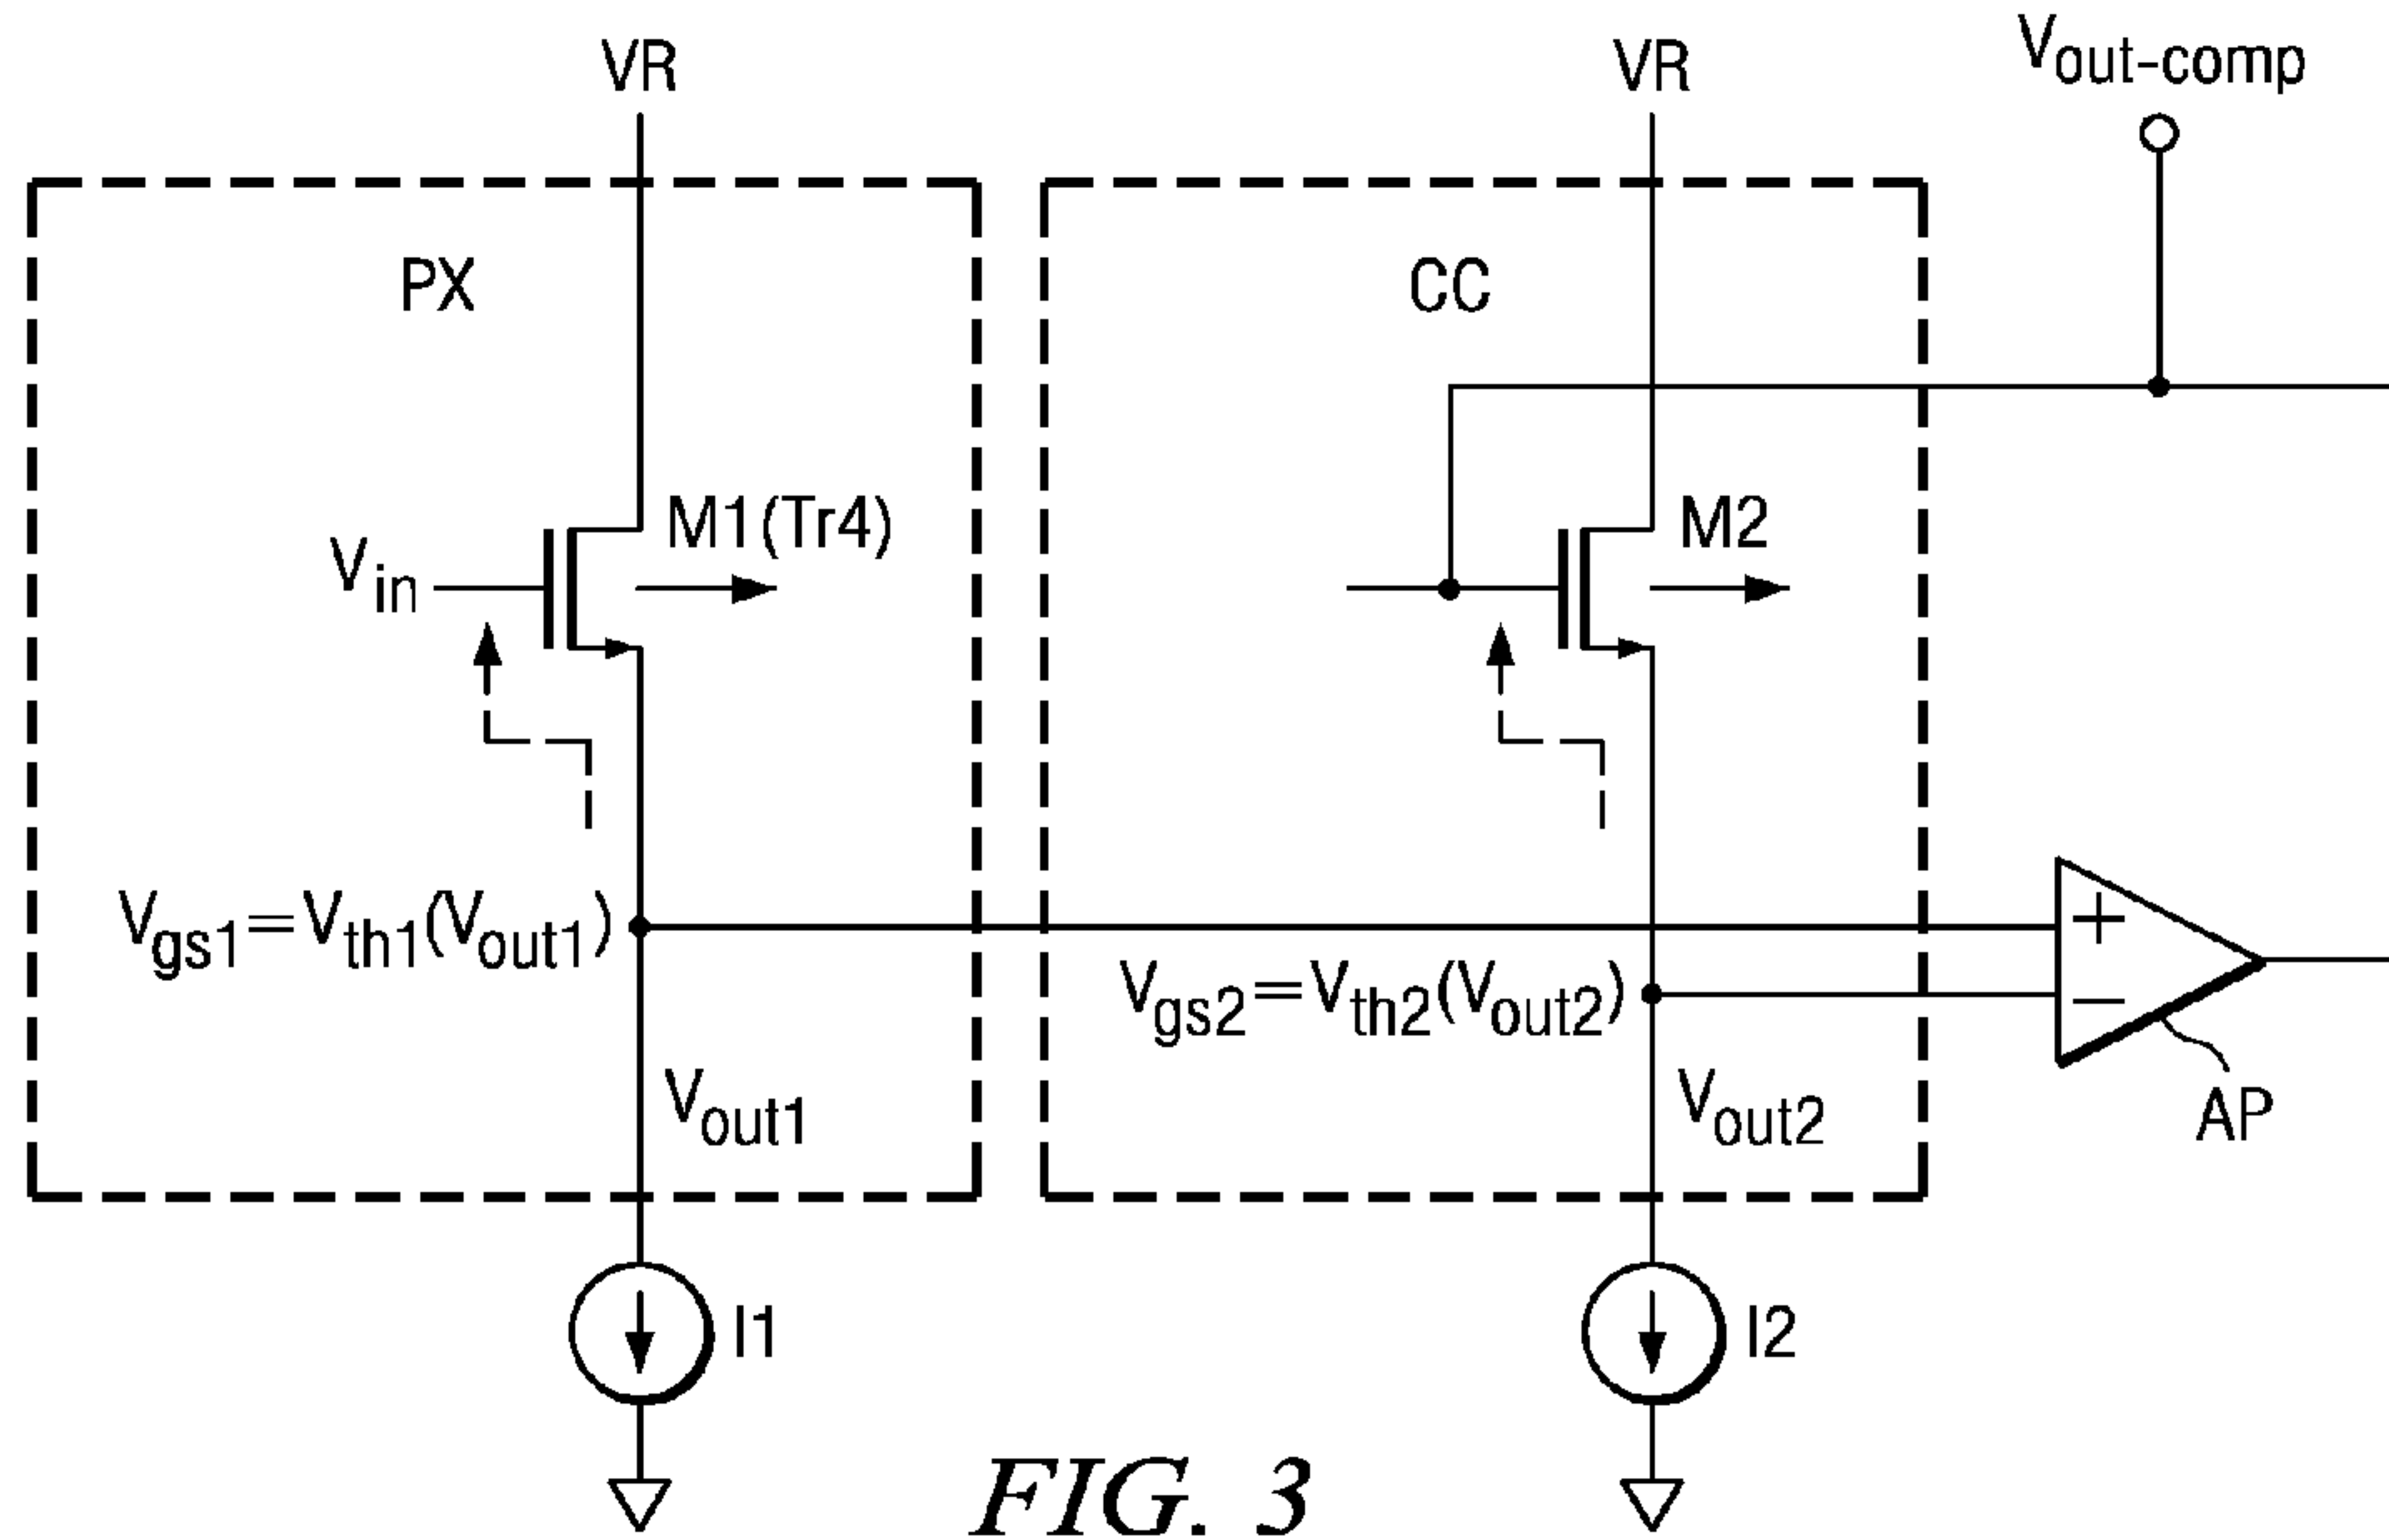 VR
VR
Vout-comp
PX
CC
M1(Tr4)
M2
Vin
+
Vgs1=Vth1(Vout1)
Vgs2=Vth2(Vout2)
−
Vout1
Vout2
AP
I1
I2
FIG. 3